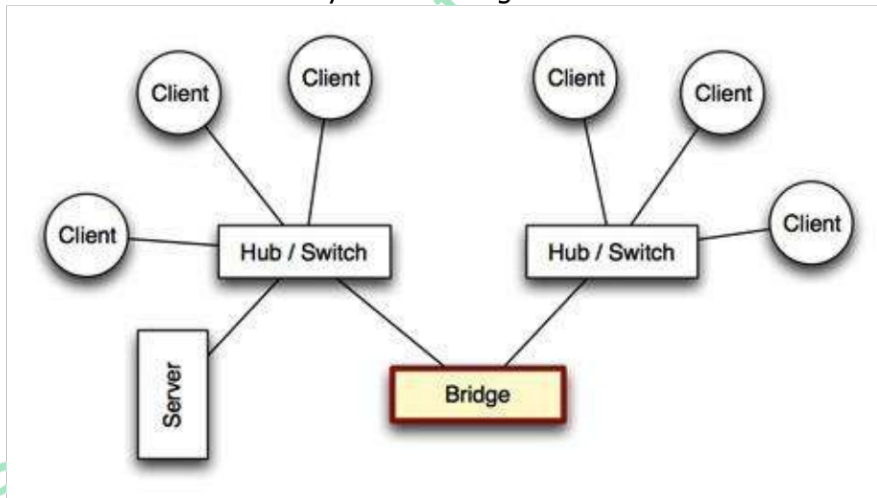 Client
Client
Client
Client
Client
Client
Hub / Switch
Hub / Switch
Server
Bridge